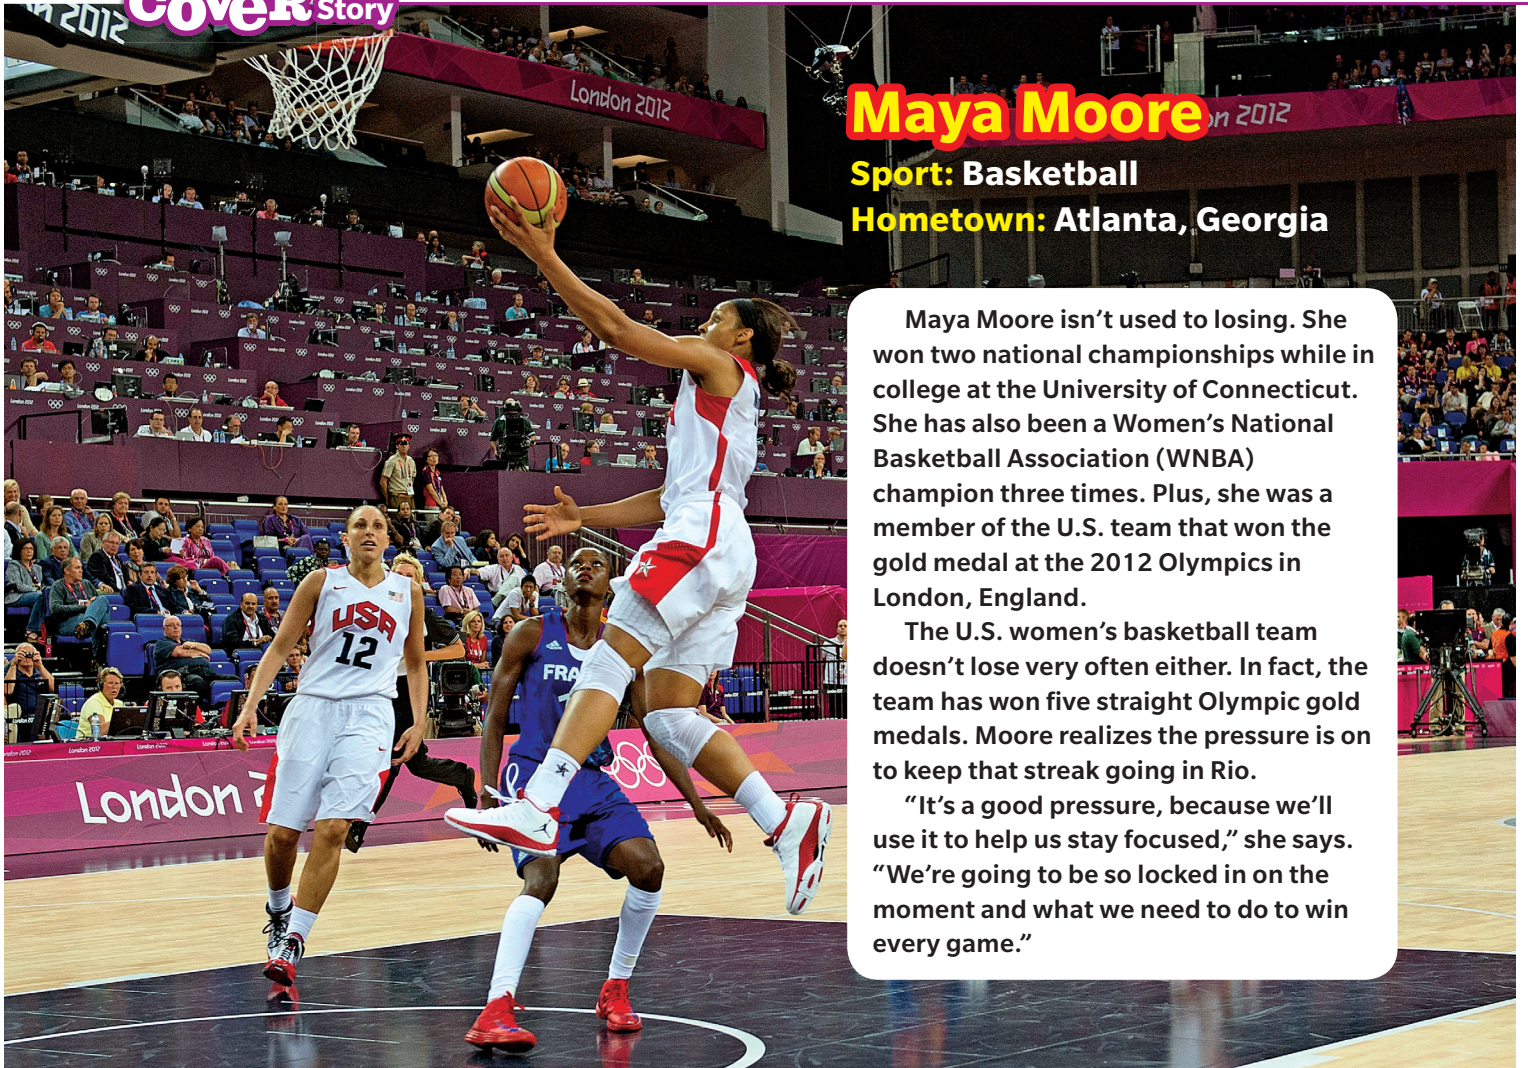 COVER Story
2012
London 2012
Maya Moore
on 2012
Sport: Basketball
Hometown: Atlanta, Georgia
Maya Moore isn’t used to losing. She
won two national championships while in
college at the University of Connecticut.
She has also been a Women’s National
Basketball Association (WNBA)
champion three times. Plus, she was a
member of the U.S. team that won the
gold medal at the 2012 Olympics in
London, England.
The U.S. women’s basketball team
doesn’t lose very often either. In fact, the
team has won five straight Olympic gold
medals. Moore realizes the pressure is on
to keep that streak going in Rio.
“It’s a good pressure, because we’ll
use it to help us stay focused,” she says.
“We’re going to be so locked in on the
moment and what we need to do to win
every game.”
USA
12
FRA
London 2